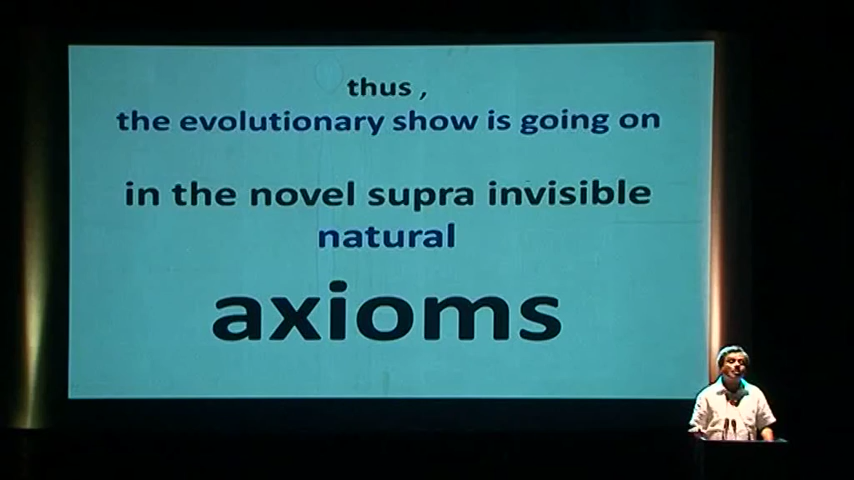 thus ,
the evolutionary show is going on
in the novel supra invisible
natural
axioms